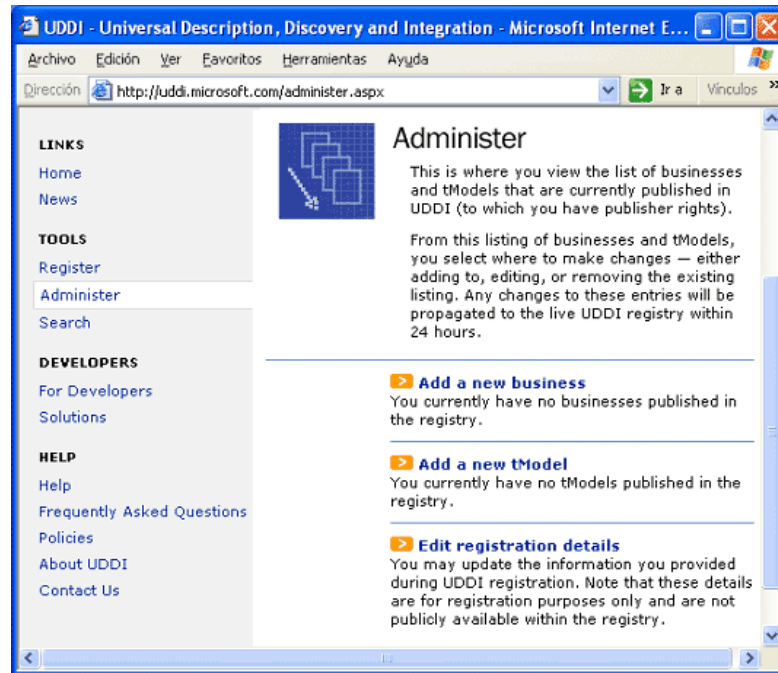 UDDI - Universal Description, Discovery and Integration - Microsoft Internet E...
Archivo Edición Ver Favoritos Herramientas Ayuda
Dirección http://uddi.microsoft.com/administer.aspx Ir a Vínculos »
LINKS
Home
News
TOOLS
Register
Administer
Search
DEVELOPERS
For Developers
Solutions
HELP
Help
Frequently Asked Questions
Policies
About UDDI
Contact Us
Administer
This is where you view the list of businesses
and tModels that are currently published in
UDDI (to which you have publisher rights).
From this listing of businesses and tModels,
you select where to make changes — either
adding to, editing, or removing the existing
listing. Any changes to these entries will be
propagated to the live UDDI registry within
24 hours.
Add a new business
You currently have no businesses published in
the registry.
Add a new tModel
You currently have no tModels published in the
registry.
Edit registration details
You may update the information you provided
during UDDI registration. Note that these details
are for registration purposes only and are not
publicly available within the registry.